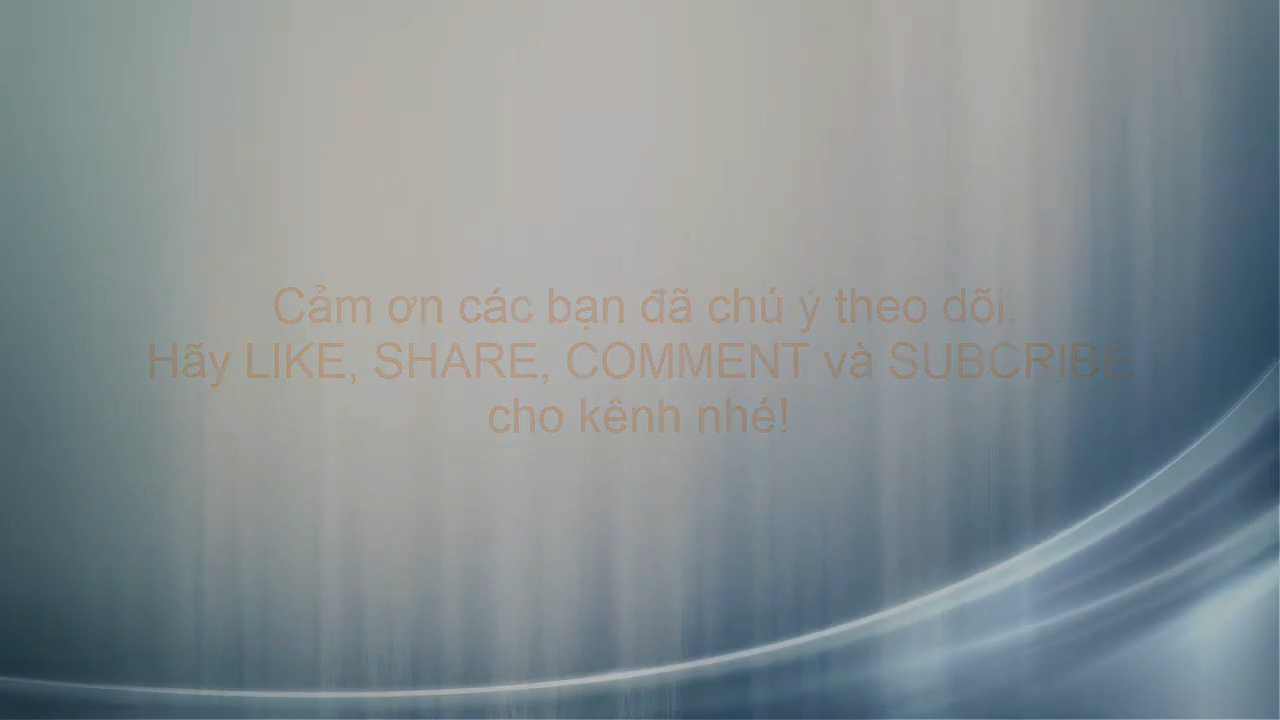 Cảm ơn các bạn đã chú ý theo dõi.
Hãy LIKE, SHARE, COMMENT và SUBCRIBE
cho kênh nhé!